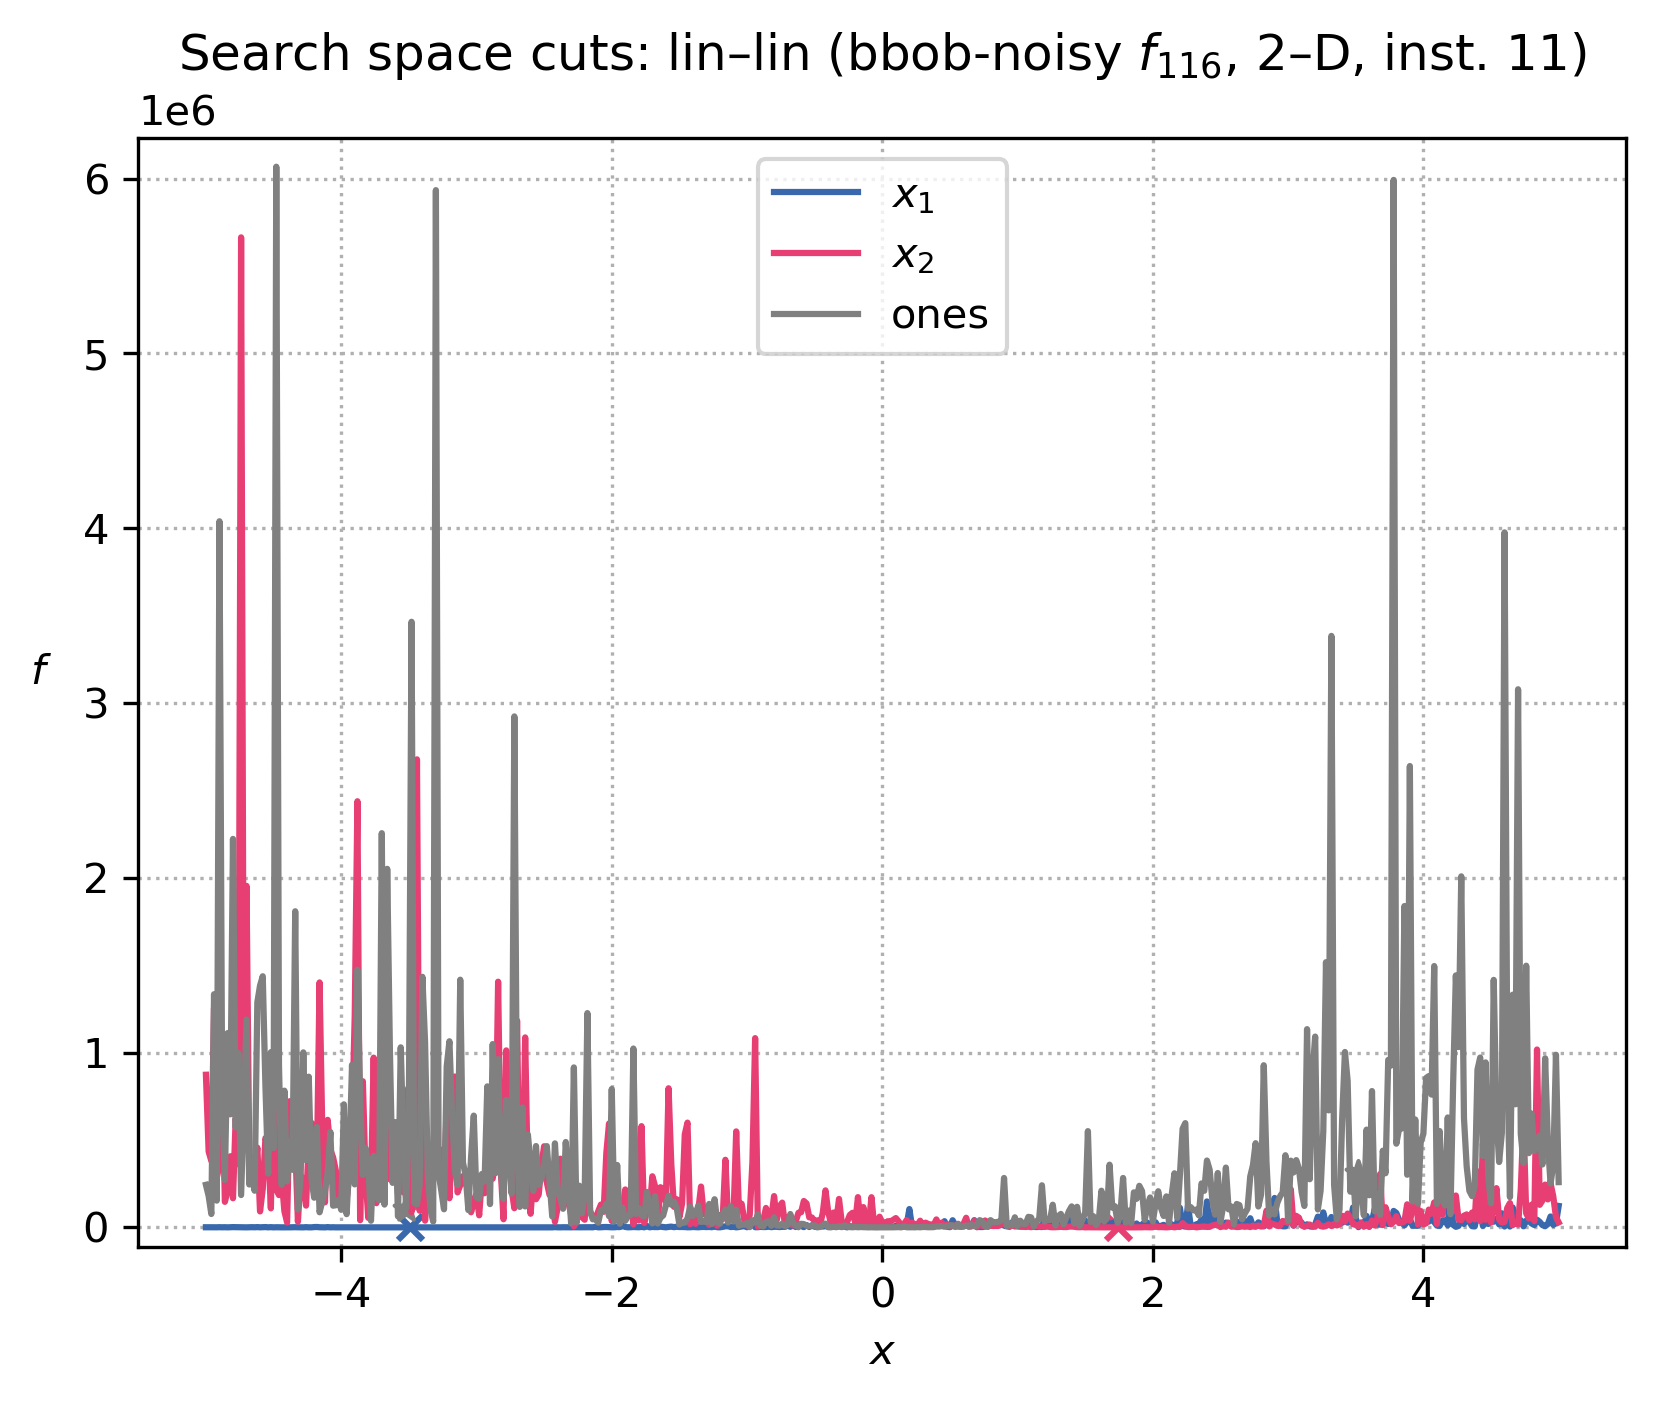 Search space cuts: lin–lin (bbob-noisy f₁₁₆, 2–D, inst. 11)
1e6
x₁
x₂
ones
6
5
4
3
2
1
0
f
−4
−2
0
2
4
x